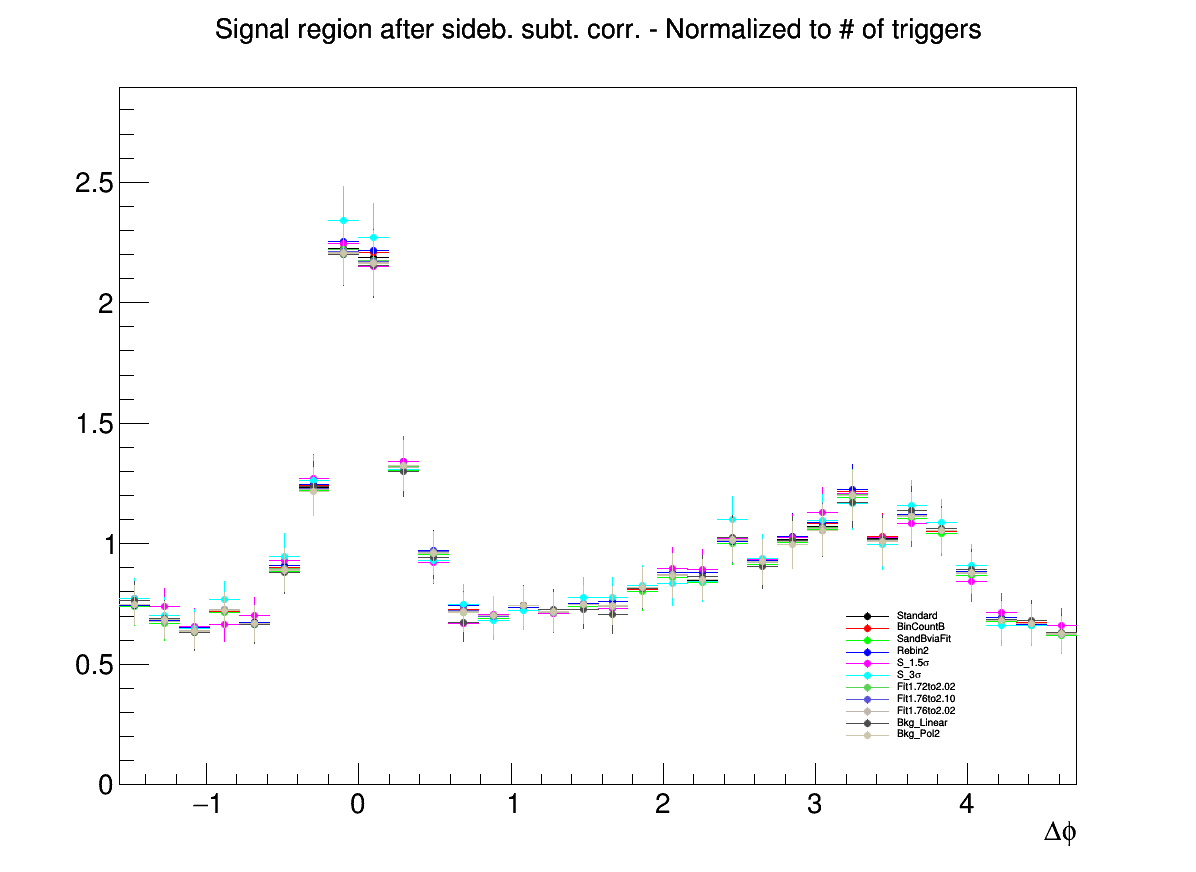 Signal region after sideb. subt. corr. - Normalized to # of triggers
2.5
2
1.5
1
0.5
0
−1 0 1 2 3 4
Δϕ
Standard
BinCountB
SandBviaFit
Rebin2
S_1.5σ
S_3σ
Fit1.72to2.02
Fit1.76to2.10
Fit1.76to2.02
Bkg_Linear
Bkg_Pol2